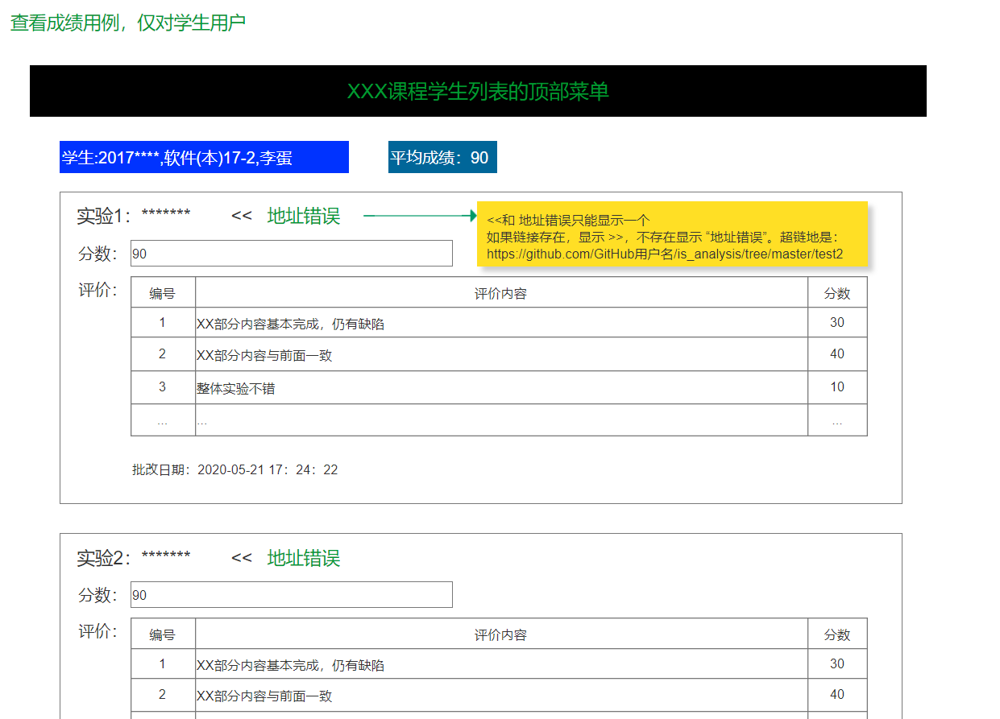 查看成绩用例，仅对学生用户
XXX课程学生列表的顶部菜单
学生:2017****,软件(本)17-2,李蛋 平均成绩：90
实验1：******* << 地址错误
<<和 地址错误只能显示一个
如果链接存在，显示 >>，不存在显示 “地址错误”。超链地是：
https://github.com/GitHub用户名/is_analysis/tree/master/test2
分数： 90
评价： 编号 评价内容 分数
1 XX部分内容基本完成，仍有缺陷 30
2 XX部分内容与前面一致 40
3 整体实验不错 10
... ... ...
批改日期：2020-05-21 17：24：22
实验2：******* << 地址错误
分数： 90
评价： 编号 评价内容 分数
1 XX部分内容基本完成，仍有缺陷 30
2 XX部分内容与前面一致 40